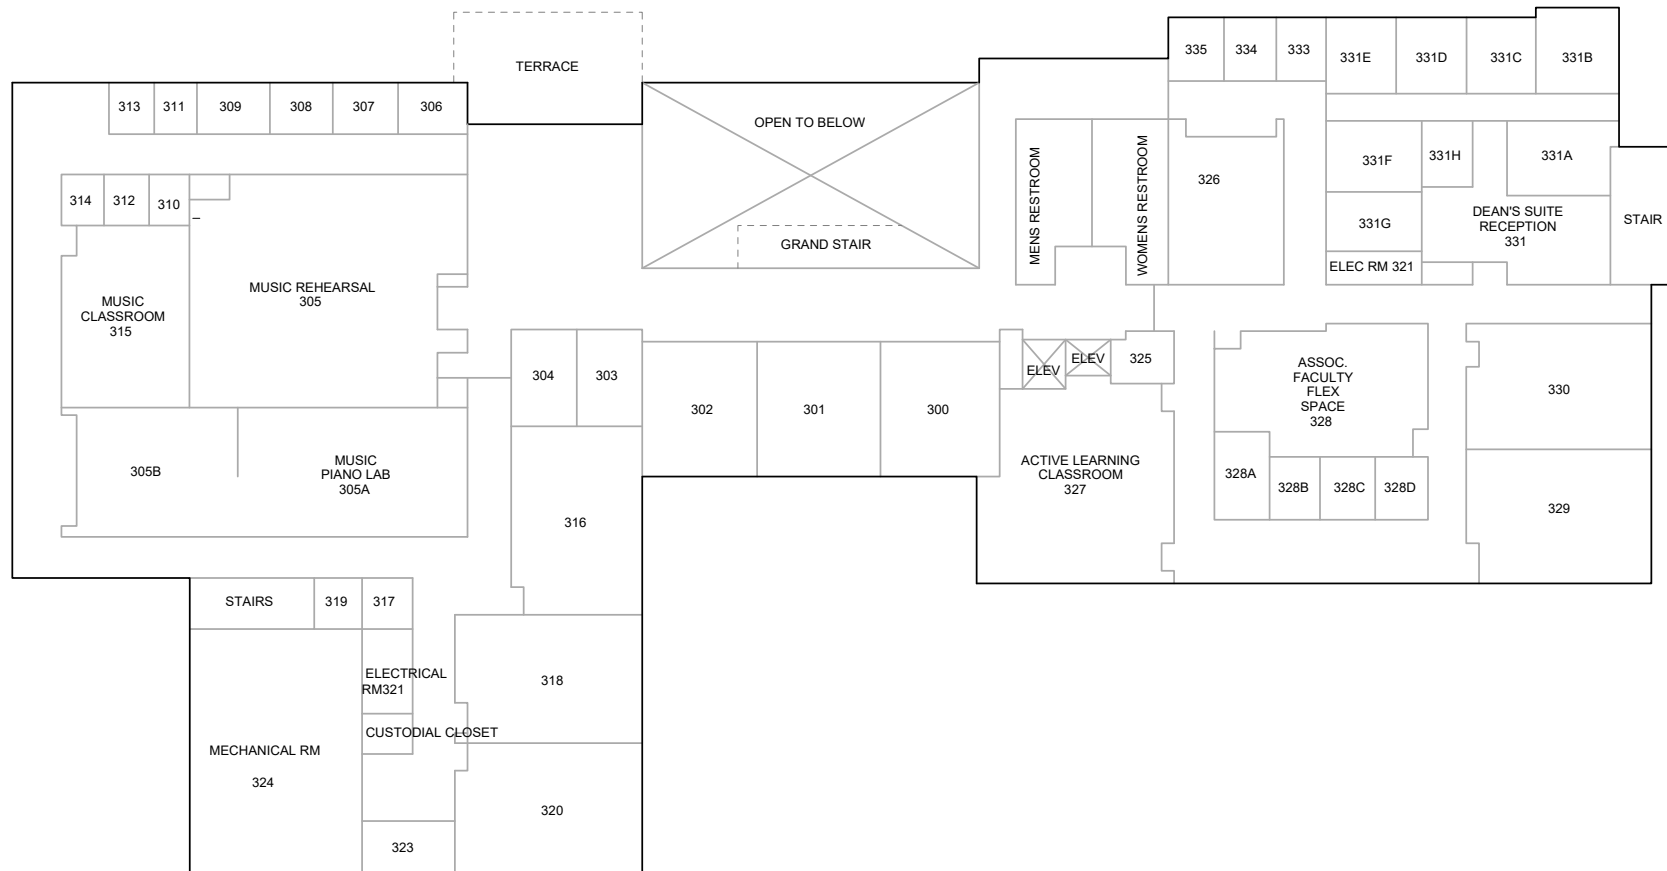 335
334
333
331E
331D
331C
331B
TERRACE
313
311
309
308
307
306
OPEN TO BELOW
MENS RESTROOM
WOMENS RESTROOM
326
331F
331H
331A
314
312
310
331G
DEAN'S SUITE
RECEPTION
331
STAIR
GRAND STAIR
ELEC RM 321
MUSIC REHEARSAL
305
MUSIC
CLASSROOM
315
304
303
302
301
300
ELEV
ELEV
325
ASSOC.
FACULTY
FLEX
SPACE
328
330
305B
MUSIC
PIANO LAB
305A
ACTIVE LEARNING
CLASSROOM
327
328A
328B
328C
328D
316
329
STAIRS
319
317
ELECTRICAL
RM321
318
CUSTODIAL CLOSET
MECHANICAL RM
324
320
323